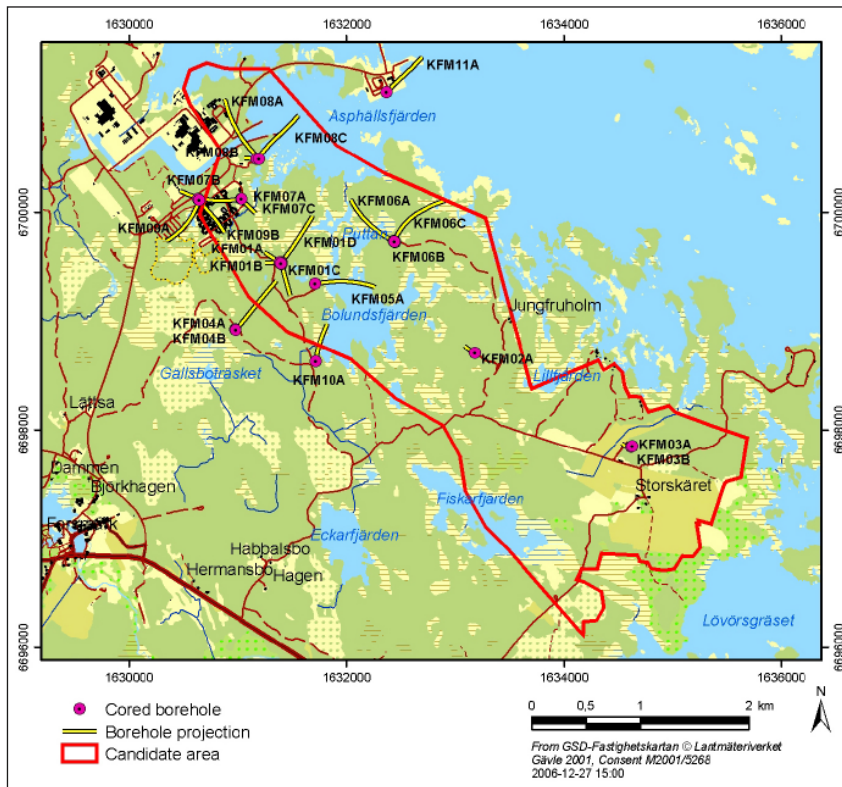 1630000 1632000 1634000 1636000
KFM11A
KFM08A
Asphällsfjärden
KFM08C
KFM08B
KFM07B
6700000 KFM07A KFM06A 6700000
KFM07C KFM06C
KFM09A KFM09B Puttan
KFM01A KFM01D
KFM06B
KFM01B KFM01C
KFM05A
Jungfruholm
Bolundsfjärden
KFM04A
KFM04B
KFM02A
Gällsboträsket Lillfjärden
KFM10A
Lättsa
6698000 6698000
KFM03A
KFM03B
Dammen
Björkhagen Storskäret
Fiskarfjärden
Forsmark Eckarfjärden
Habbalsbo
Hermansbo Hagen
Lövörsgräset
6696000 6696000
1630000 1632000 1634000 1636000
Cored borehole
Borehole projection
Candidate area
0 0,5 1 2 km
N
From GSD-Fastighetskartan © Lantmäteriverket
Gävle 2001, Consent M2001/5268
2006-12-27 15:00